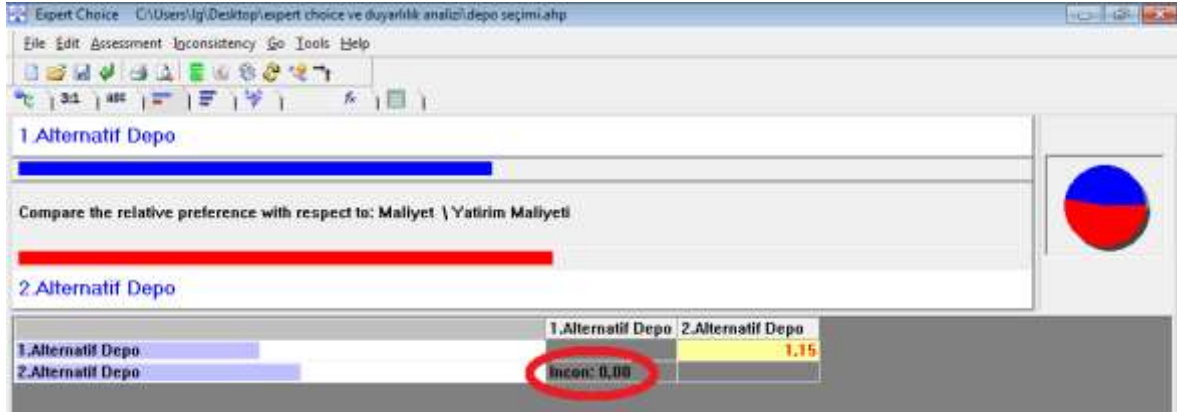 Expert Choice C:\Users\lg\Desktop\expert choice ve duyarlılık analizi\depo seçimi.ahp
File Edit Assessment Inconsistency Go Tools Help
3:1 ABC fx
1.Alternatif Depo
Compare the relative preference with respect to: Maliyet \ Yatirim Maliyeti
2.Alternatif Depo
1.Alternatif Depo 2.Alternatif Depo
1.Alternatif Depo 1,15
2.Alternatif Depo Incon: 0,00